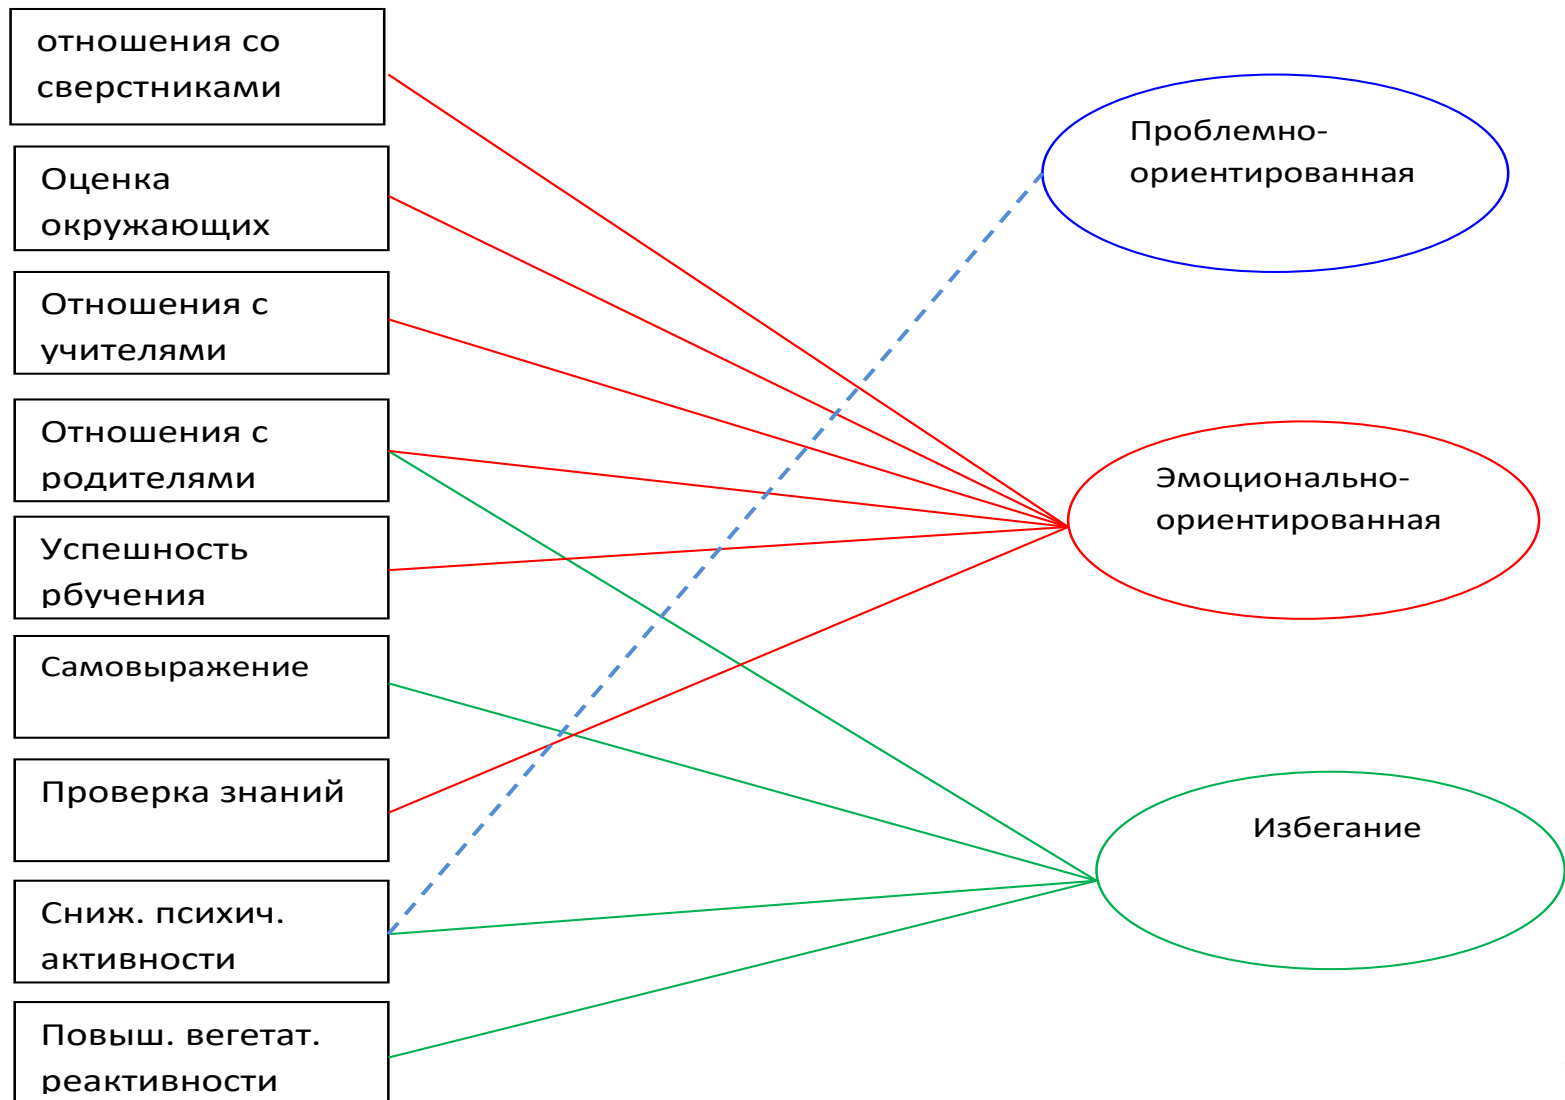 отношения со
сверстниками
Оценка
окружающих
Отношения с
учителями
Отношения с
родителями
Успешность
рбучения
Самовыражение
Проверка знаний
Сниж. психич.
активности
Повыш. вегетат.
реактивности
Проблемно-
ориентированная
Эмоционально-
ориентированная
Избегание